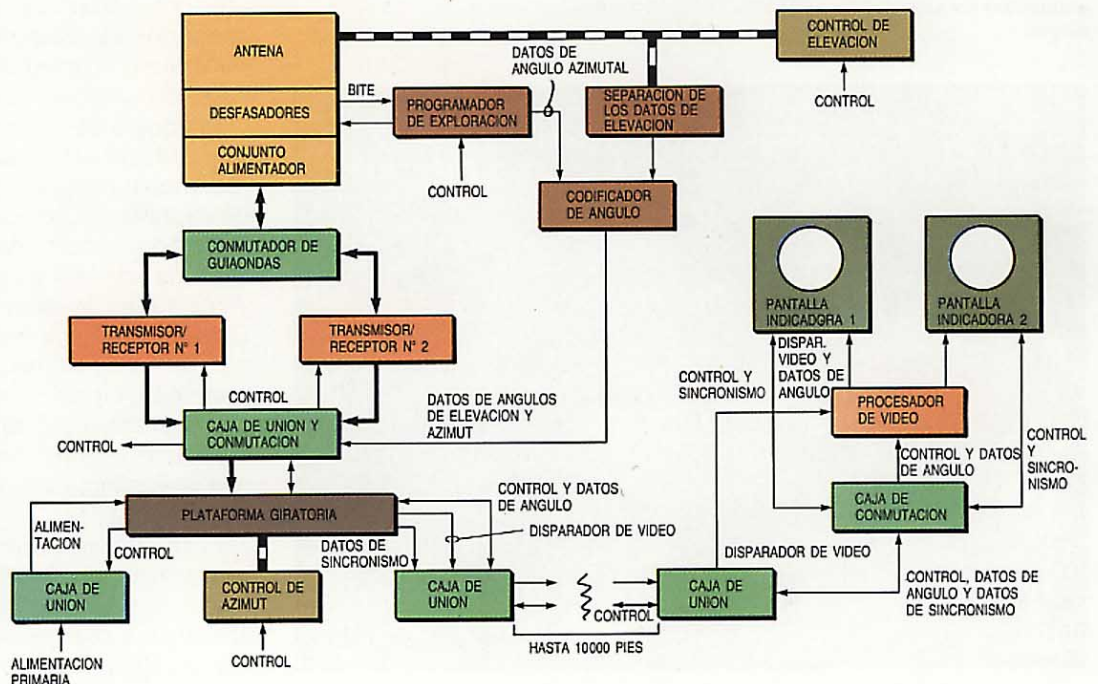 ANTENA
DESFASADORES
CONJUNTO
ALIMENTADOR
BITE
PROGRAMADOR
DE EXPLORACION
CONTROL
DATOS DE
ANGULO AZIMUTAL
SEPARACION DE
LOS DATOS DE
ELEVACION
CONTROL DE
ELEVACION
CONTROL
CODIFICADOR
DE ANGULO
CONMUTADOR DE
GUIAONDAS
TRANSMISOR/
RECEPTOR N° 1
TRANSMISOR/
RECEPTOR N° 2
CONTROL
CAJA DE UNION Y
CONMUTACION
CONTROL
DATOS DE ANGULOS
DE ELEVACION Y
AZIMUT
PANTALLA
INDICADORA 1
PANTALLA
INDICADORA 2
CONTROL Y
SINCRONISMO
DISPAR.
VIDEO Y
DATOS DE
ANGULO
PROCESADOR
DE VIDEO
CONTROL Y DATOS
DE ANGULO
CONTROL
Y
SINCRO-
NISMO
CAJA DE
CONMUTACION
PLATAFORMA GIRATORIA
ALIMEN-
TACION
CONTROL
CONTROL Y DATOS
DE ANGULO
DISPARADOR DE VIDEO
DATOS DE
SINCRONISMO
CAJA DE
UNION
CONTROL DE
AZIMUT
CAJA DE
UNION
CONTROL
CAJA DE
UNION
DISPARADOR DE VIDEO
CONTROL, DATOS DE
ANGULO Y DATOS
DE SINCRONISMO
HASTA 10000 PIES
ALIMENTACION
PRIMARIA
CONTROL